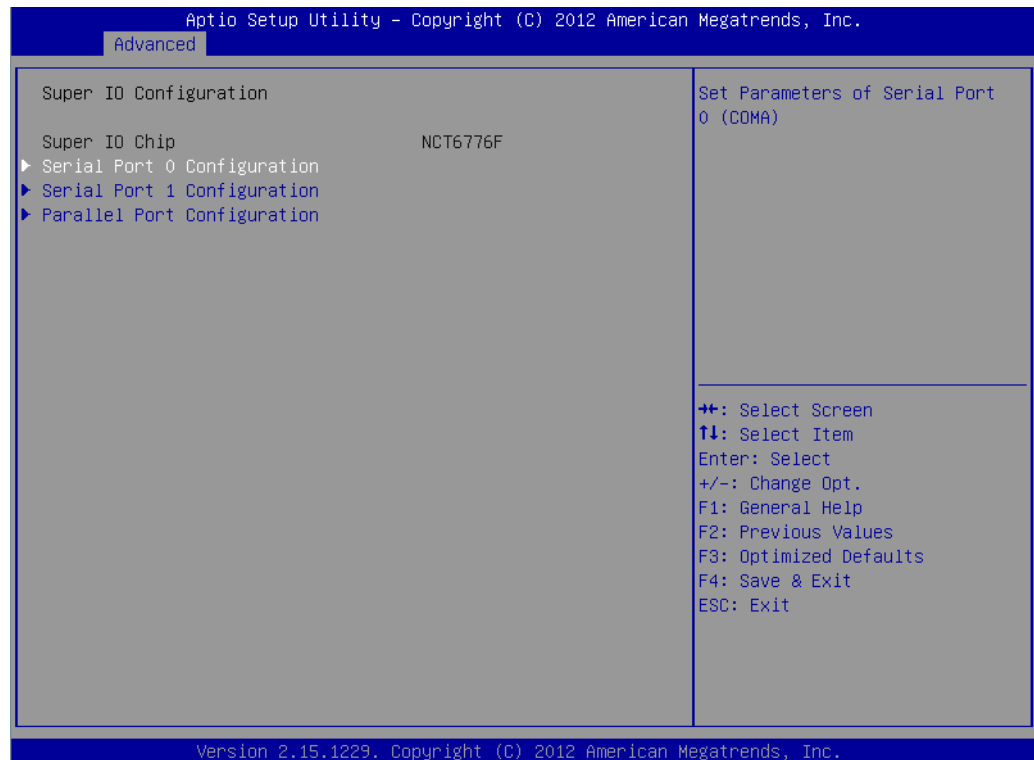 Aptio Setup Utility – Copyright (C) 2012 American Megatrends, Inc.
Advanced
Super IO Configuration
Super IO Chip NCT6776F
▶ Serial Port 0 Configuration
▶ Serial Port 1 Configuration
▶ Parallel Port Configuration
Set Parameters of Serial Port
0 (COMA)
→←: Select Screen
↑↓: Select Item
Enter: Select
+/-: Change Opt.
F1: General Help
F2: Previous Values
F3: Optimized Defaults
F4: Save & Exit
ESC: Exit
Version 2.15.1229. Copyright (C) 2012 American Megatrends, Inc.